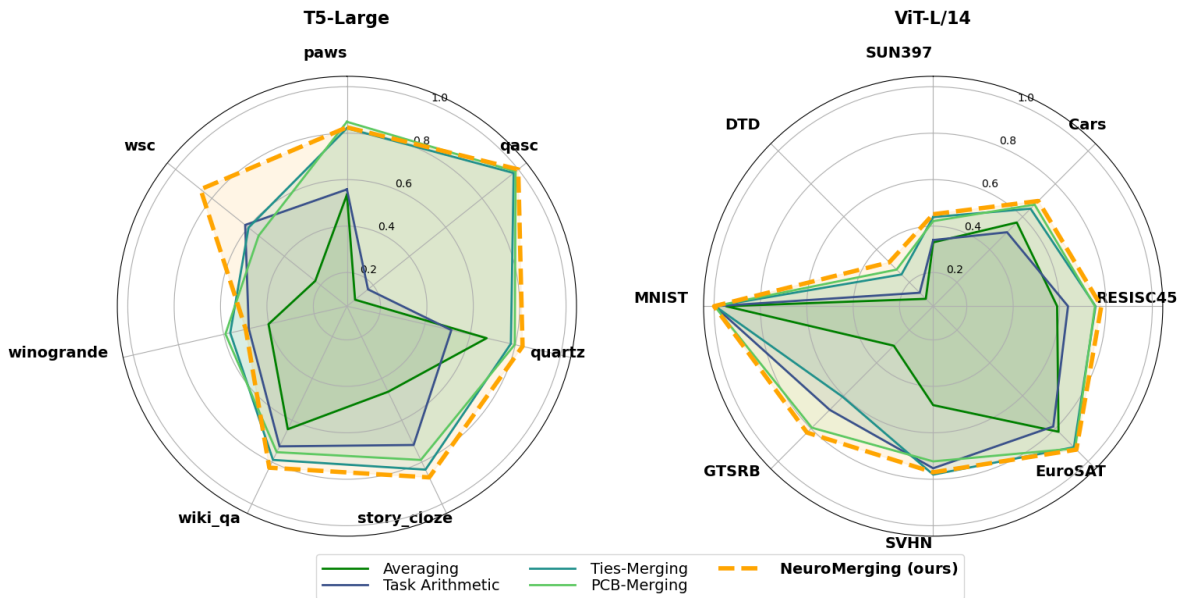 T5-Large
paws
wsc
qasc
winogrande
quartz
wiki_qa
story_cloze
0.2
0.4
0.6
0.8
1.0
ViT-L/14
SUN397
DTD
Cars
MNIST
RESISC45
GTSRB
EuroSAT
SVHN
0.2
0.4
0.6
0.8
1.0
Averaging
Task Arithmetic
Ties-Merging
PCB-Merging
NeuroMerging (ours)